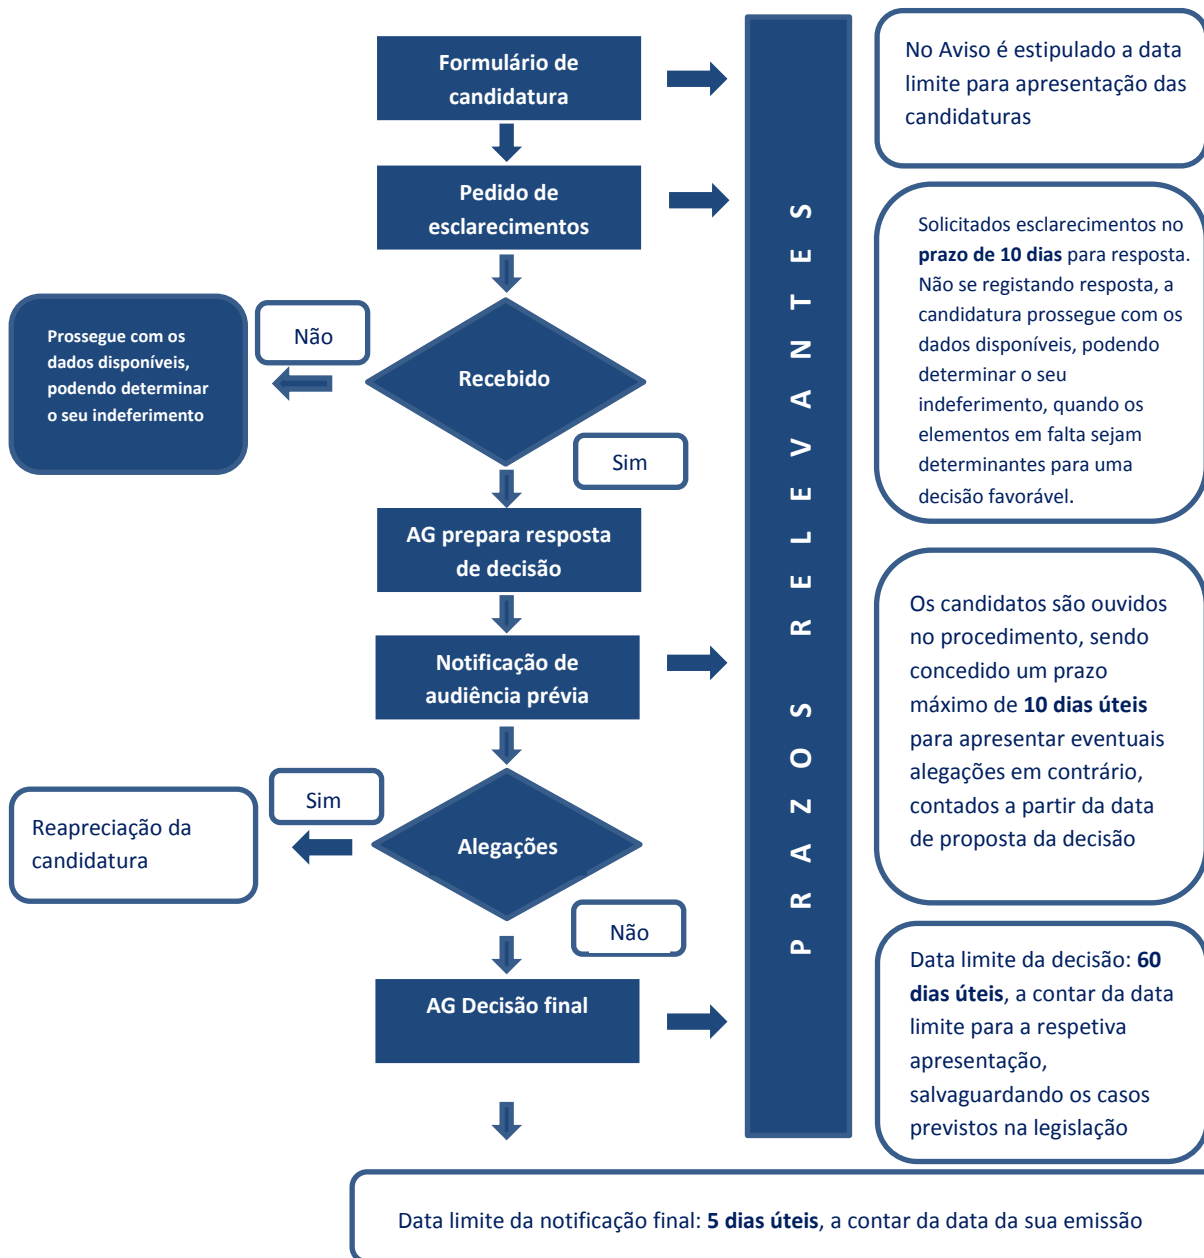 Formulário de
candidatura
No Aviso é estipulado a data
limite para apresentação das
candidaturas
Pedido de
esclarecimentos
Solicitados esclarecimentos no
prazo de 10 dias para resposta.
Não se registando resposta, a
candidatura prossegue com os
dados disponíveis, podendo
determinar o seu
indeferimento, quando os
elementos em falta sejam
determinantes para uma
decisão favorável.
Não
Prossegue com os
dados disponíveis,
podendo determinar
o seu indeferimento
Recebido
Sim
PRAZOS RELEVANTES
AG prepara resposta
de decisão
Notificação de
audiência prévia
Os candidatos são ouvidos
no procedimento, sendo
concedido um prazo
máximo de 10 dias úteis
para apresentar eventuais
alegações em contrário,
contados a partir da data
de proposta da decisão
Sim
Reapreciação da
candidatura
Alegações
Não
AG Decisão final
Data limite da decisão: 60
dias úteis, a contar da data
limite para a respetiva
apresentação,
salvaguardando os casos
previstos na legislação
Data limite da notificação final: 5 dias úteis, a contar da data da sua emissão